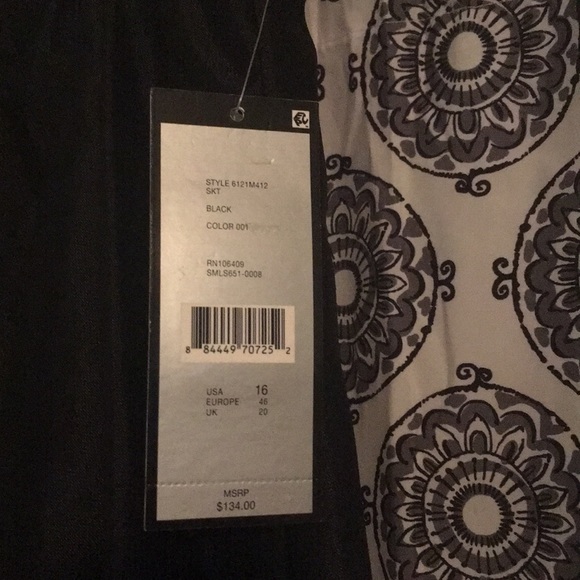 STYLE 6121M412
SKT
BLACK
COLOR 001
RN106409
SMLS651-0008
8 84449 70725 2
USA 16
EUROPE 46
UK 20
MSRP
$134.00